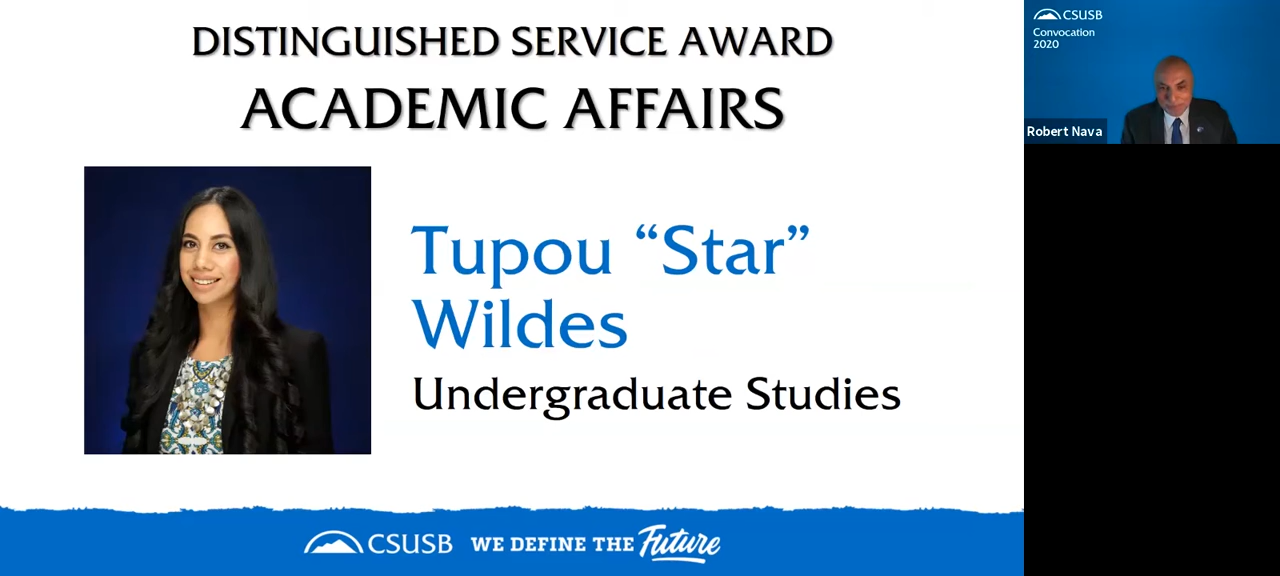 DISTINGUISHED SERVICE AWARD
ACADEMIC AFFAIRS
Tupou “Star”
Wildes
Undergraduate Studies
CSUSB WE DEFINE THE Future
CSUSB
Convocation
2020
Robert Nava